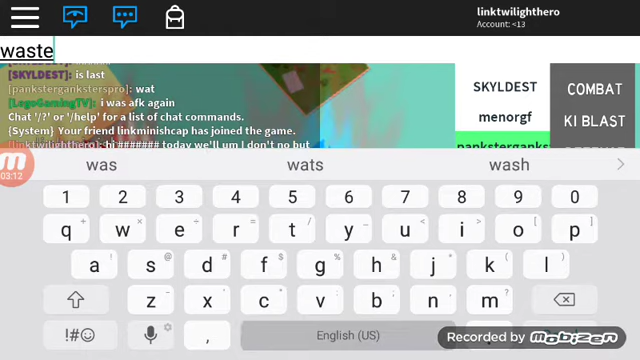 linktwilighthero
Account: <13
waste
[SKYLDEST]: is last
[panksterganksterspro]: wat
[LogoGamingTV]: i was afk again
Chat '/?' or '/help' for a list of chat commands.
{System} Your friend linkminishcap has joined the game.
[linktwilighthero]: hi ####### today we'll um I don't no but
SKYLDEST
menorgf
panksterganks
COMBAT
KI BLAST
03:12
was wats wash
1 2 3 4 5 6 7 8 9 0
q w e r t y u i o p
a s d f g h j k l
z x c v b n m
!#☺ , English (US)
Recorded by mobizen